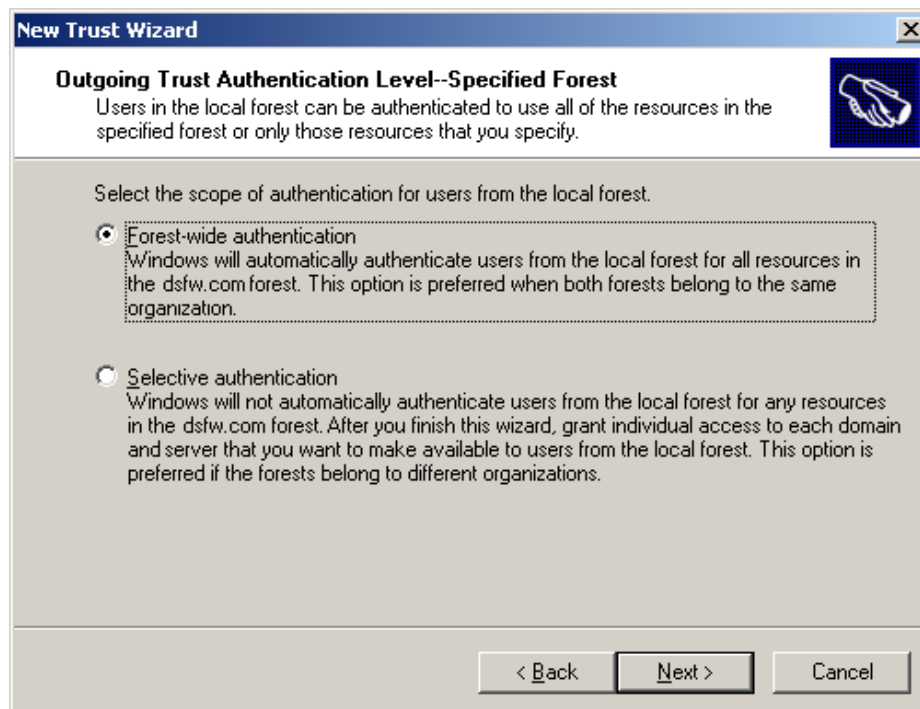 New Trust Wizard
Outgoing Trust Authentication Level--Specified Forest
Users in the local forest can be authenticated to use all of the resources in the
specified forest or only those resources that you specify.
Select the scope of authentication for users from the local forest.
Forest-wide authentication
Windows will automatically authenticate users from the local forest for all resources in
the dsfw.com forest. This option is preferred when both forests belong to the same
organization.
Selective authentication
Windows will not automatically authenticate users from the local forest for any resources
in the dsfw.com forest. After you finish this wizard, grant individual access to each domain
and server that you want to make available to users from the local forest. This option is
preferred if the forests belong to different organizations.
< Back
Next >
Cancel